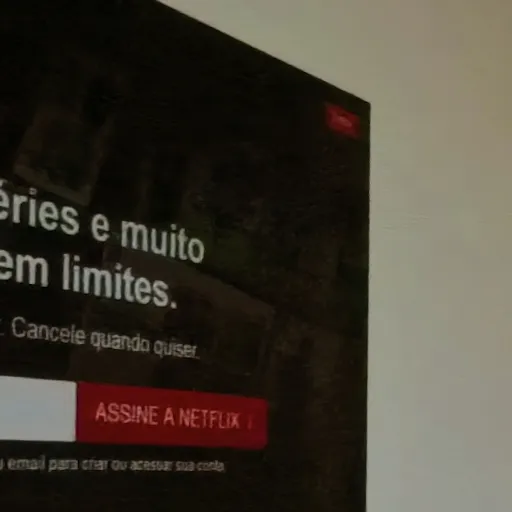 éries e muito
em limites.
. Cancele quando quiser.
ASSINE A NETFLIX ›
email para criar ou acessar sua conta.